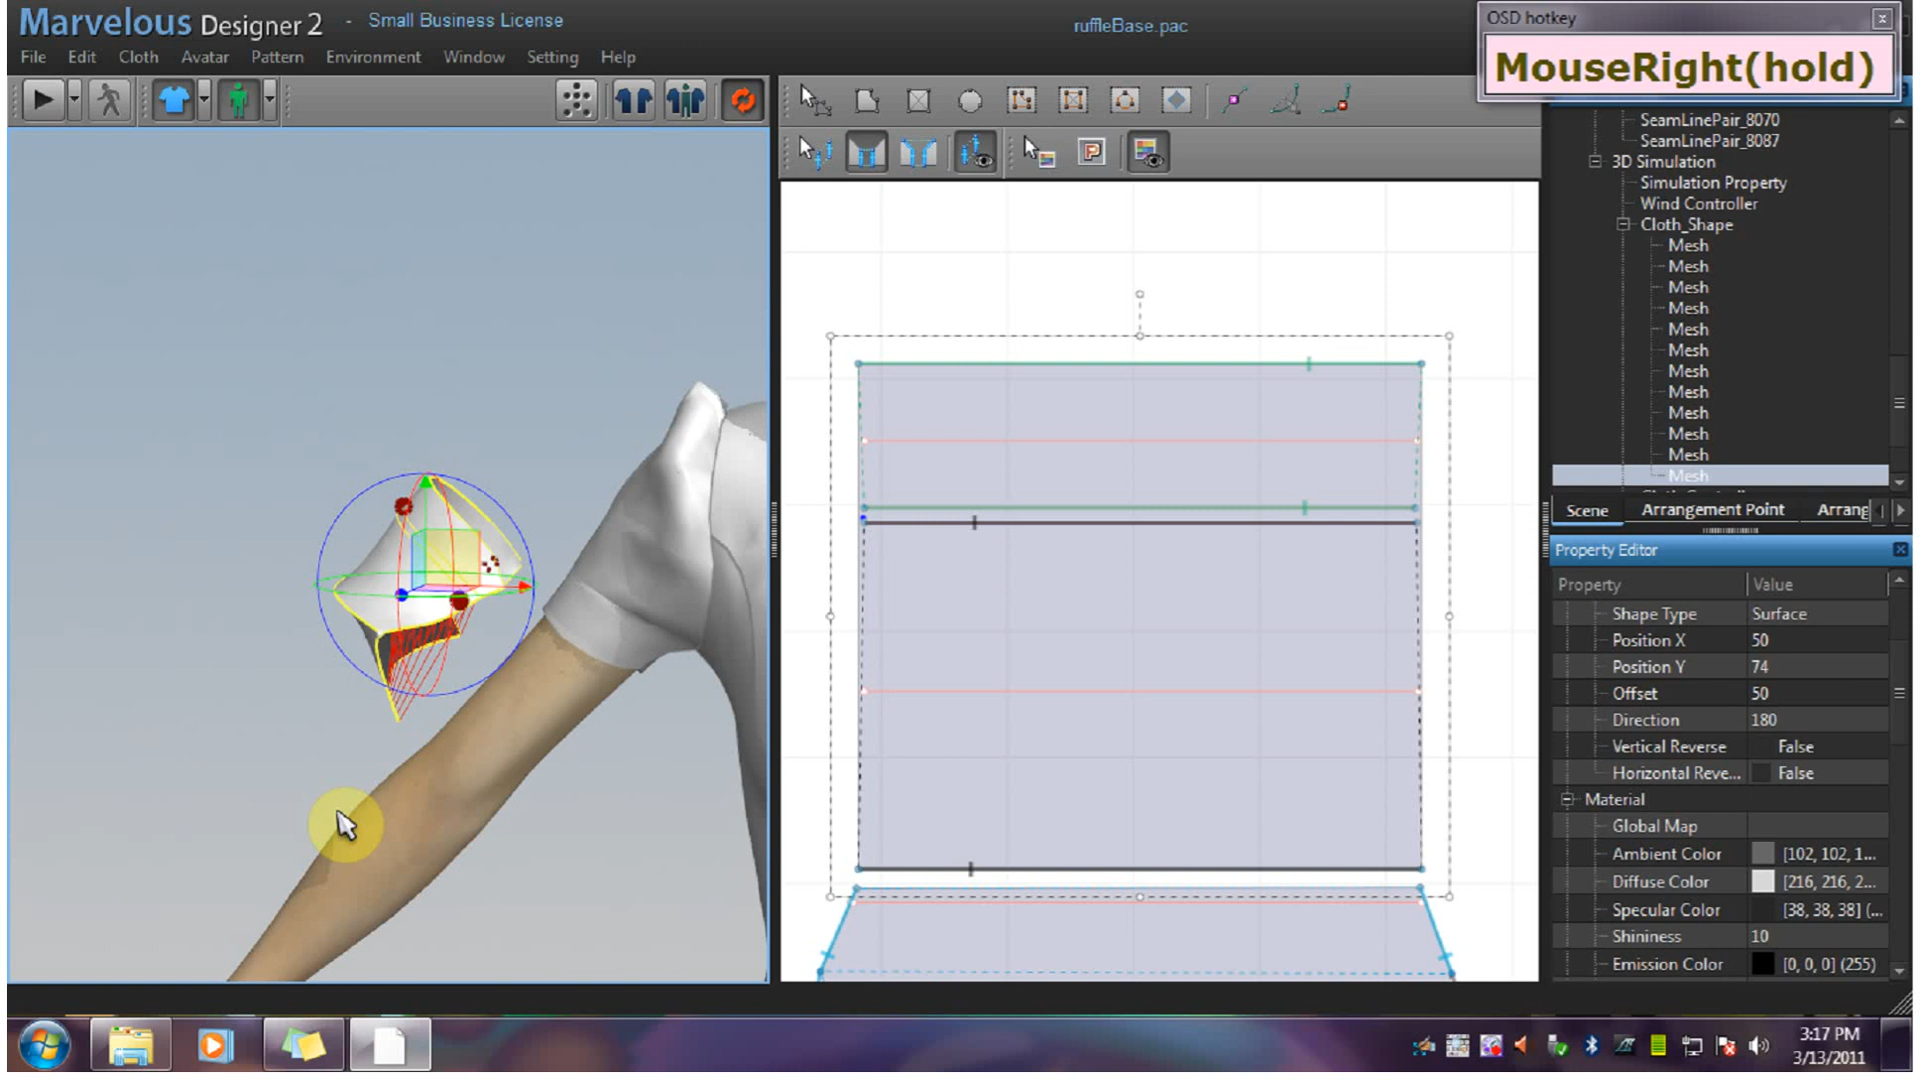 Marvelous Designer 2 - Small Business License
ruffleBase.pac
OSD hotkey
MouseRight(hold)
File Edit Cloth Avatar Pattern Environment Window Setting Help
SeamLinePair_8070
SeamLinePair_8087
3D Simulation
Simulation Property
Wind Controller
Cloth_Shape
Mesh
Mesh
Mesh
Mesh
Mesh
Mesh
Mesh
Mesh
Mesh
Mesh
Mesh
Mesh
Scene Arrangement Point Arrang
Property Editor
Property Value
Shape Type Surface
Position X 50
Position Y 74
Offset 50
Direction 180
Vertical Reverse False
Horizontal Reve... False
Material
Global Map
Ambient Color [102, 102, 1...
Diffuse Color [216, 216, 2...
Specular Color [38, 38, 38] (...
Shininess 10
Emission Color [0, 0, 0] (255)
P
3:17 PM
3/13/2011